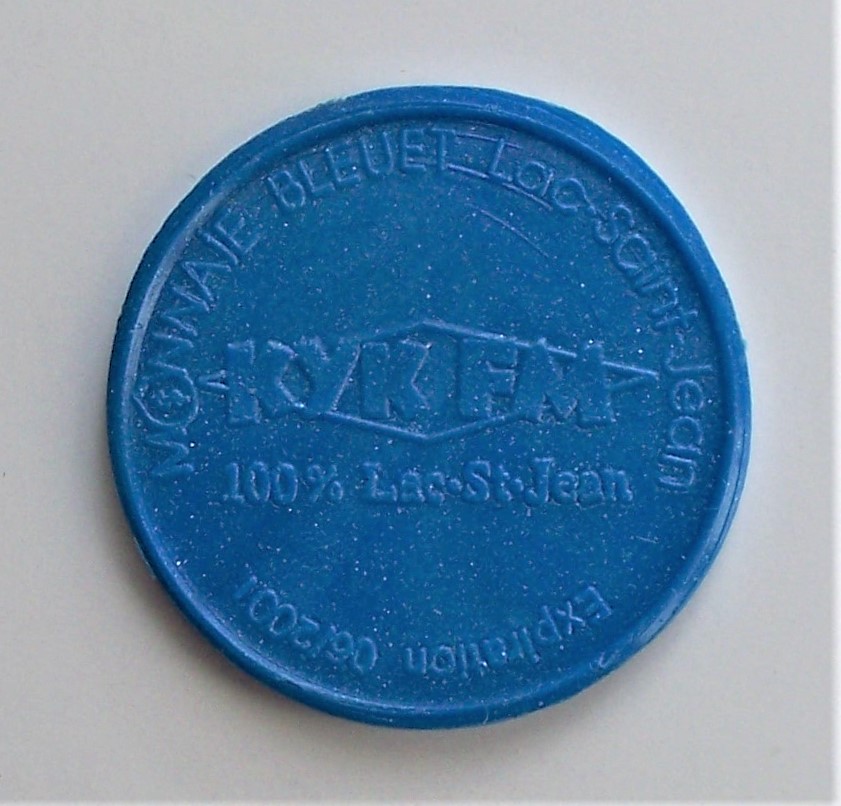 MONNAIE BLEUET Lac-Saint-Jean
KYK FM
100% Lac-St-Jean
Expiration 06/2001